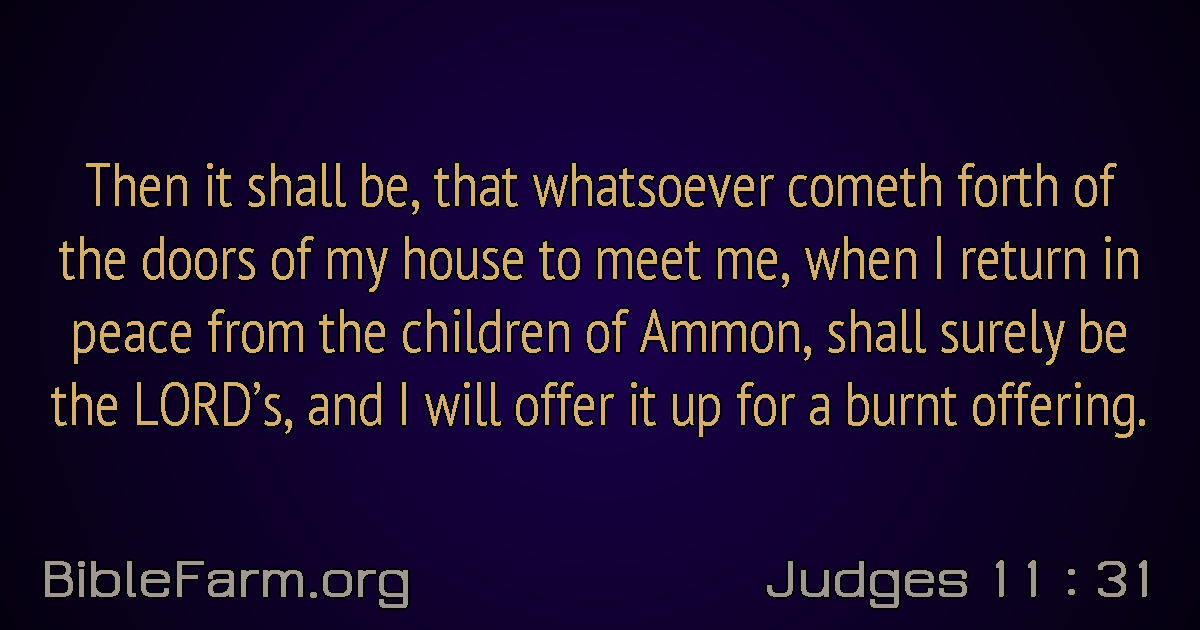 Then it shall be, that whatsoever cometh forth of
the doors of my house to meet me, when I return in
peace from the children of Ammon, shall surely be
the LORD’s, and I will offer it up for a burnt offering.
BibleFarm.org
Judges 11 : 31